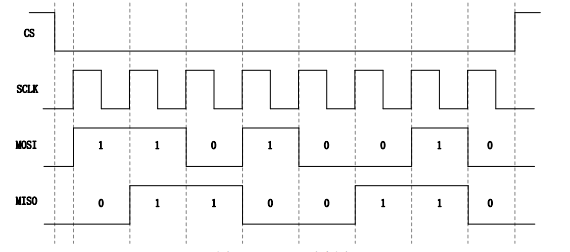 CS
SCLK
MOSI 1 1 0 1 0 0 1 0
MISO 0 1 1 0 0 1 1 0